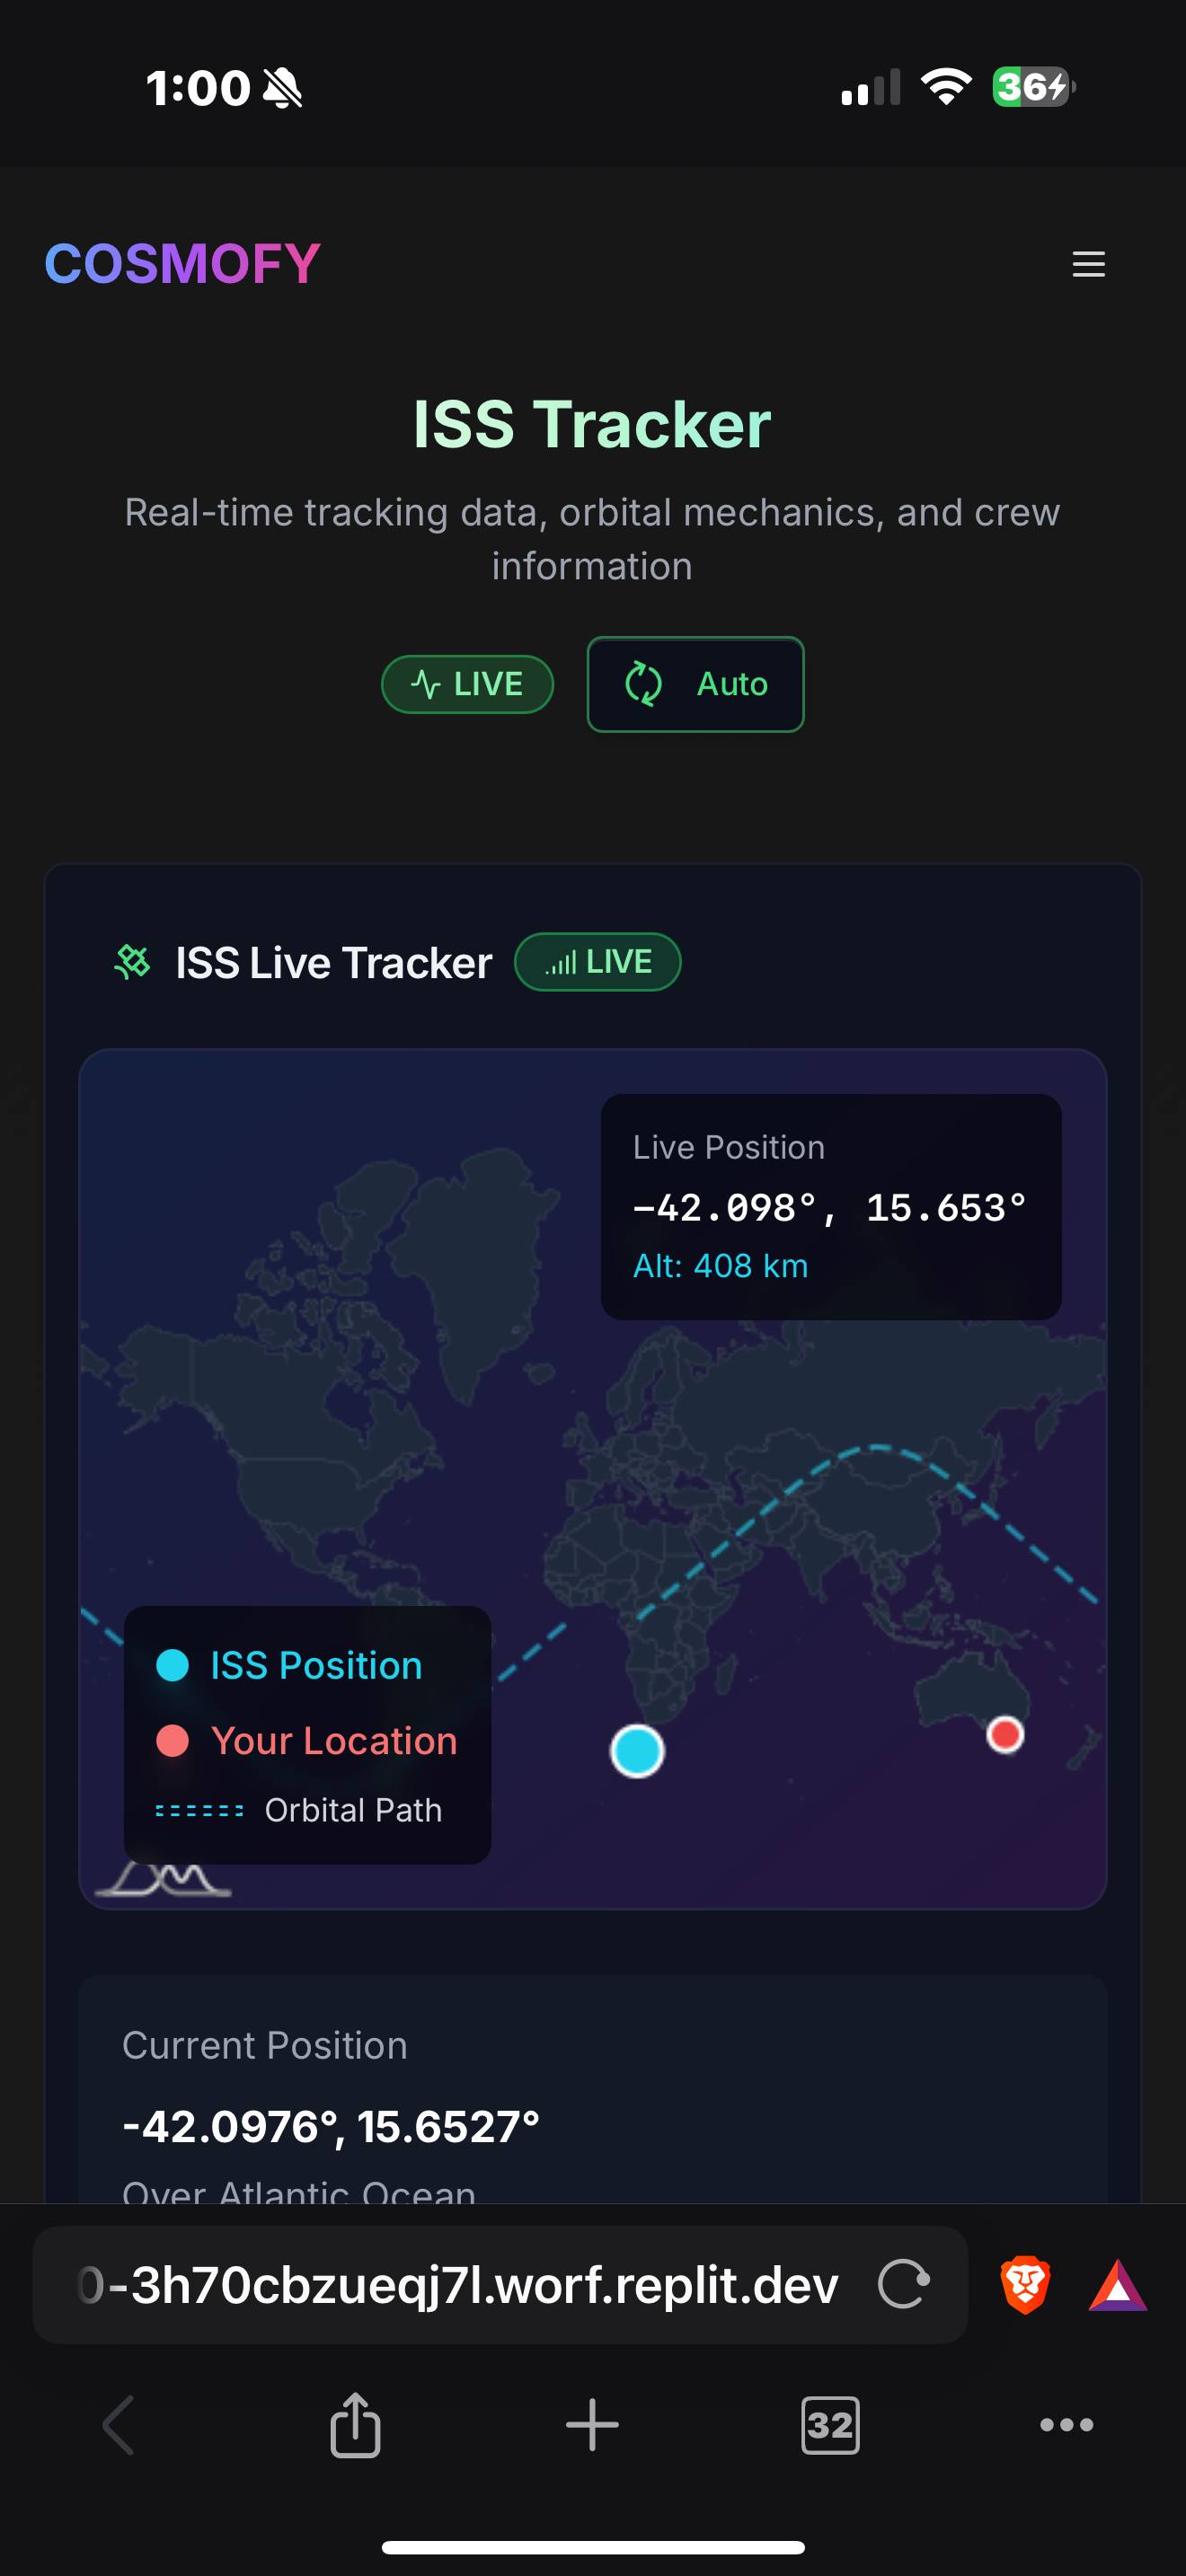 1:00
36
COSMOFY
ISS Tracker
Real-time tracking data, orbital mechanics, and crew
information
LIVE
Auto
ISS Live Tracker
LIVE
Live Position
−42.098°, 15.653°
Alt: 408 km
ISS Position
Your Location
Orbital Path
Current Position
-42.0976°, 15.6527°
Over Atlantic Ocean
0-3h70cbzueqj7l.worf.replit.dev
32